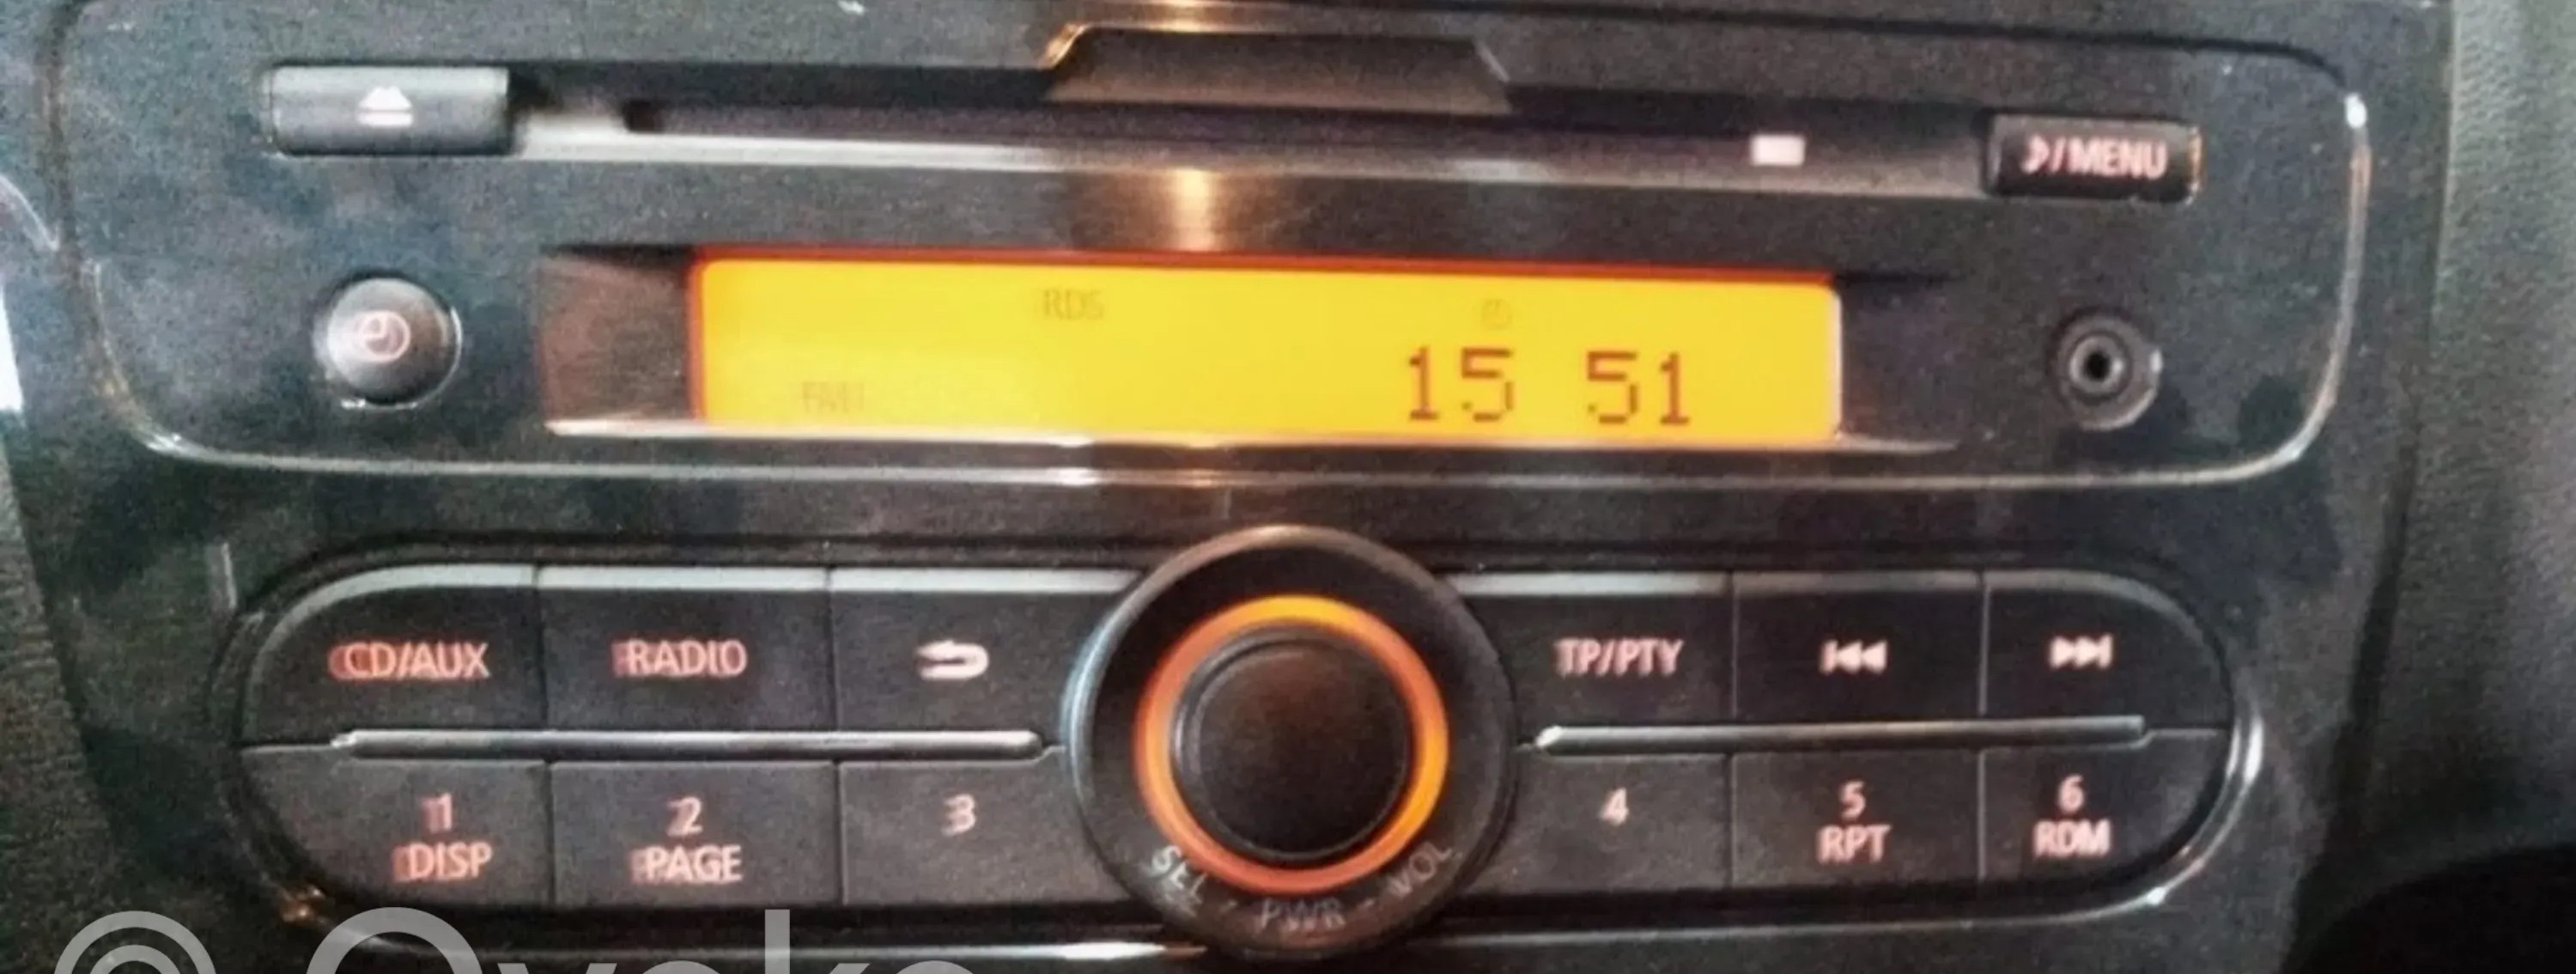 ♪/MENU
RDS
15 51
CD/AUX RADIO TP/PTY
1 2 3 4 5 6
DISP PAGE RPT RDM
SEL - PWR - VOL